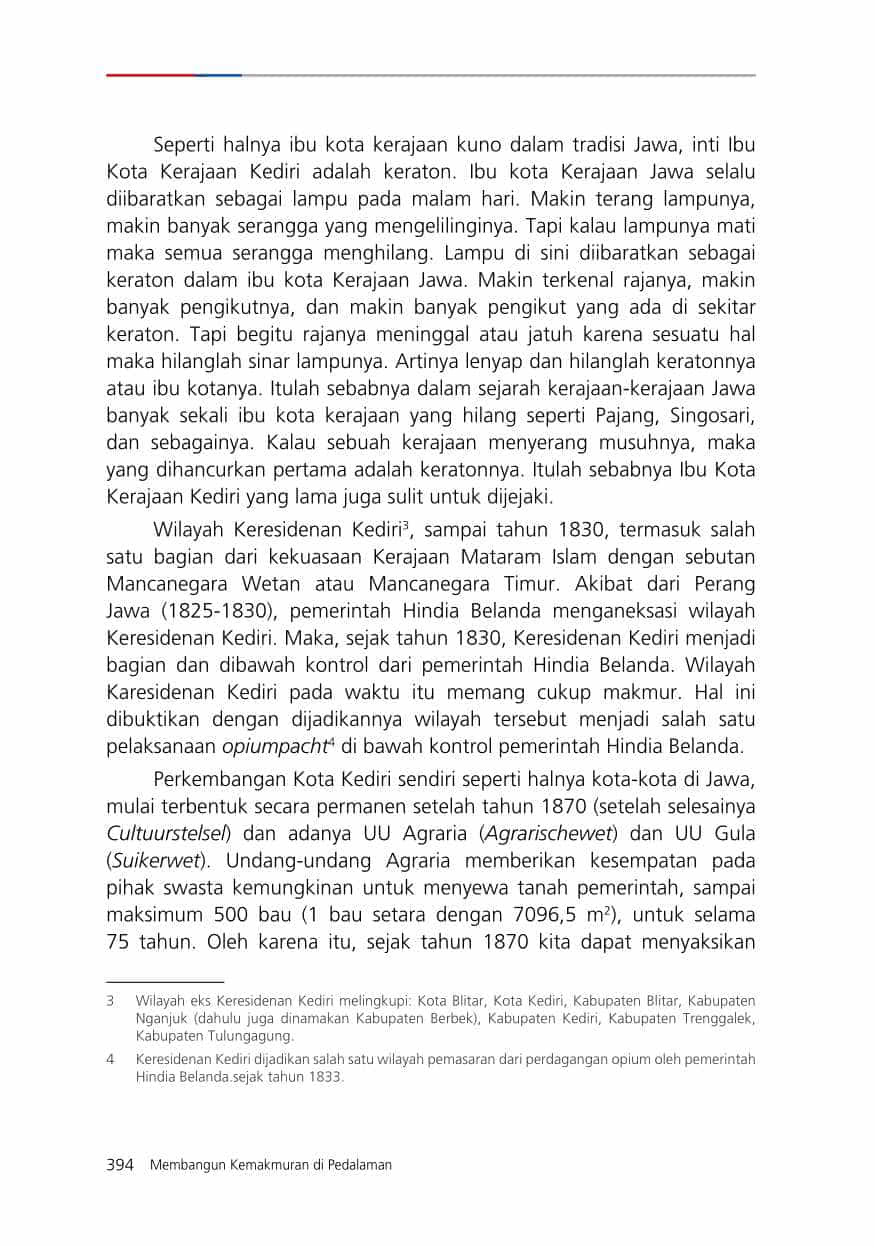 Seperti halnya ibu kota kerajaan kuno dalam tradisi Jawa, inti Ibu
Kota Kerajaan Kediri adalah keraton. Ibu kota Kerajaan Jawa selalu
diibaratkan sebagai lampu pada malam hari. Makin terang lampunya,
makin banyak serangga yang mengelilinginya. Tapi kalau lampunya mati
maka semua serangga menghilang. Lampu di sini diibaratkan sebagai
keraton dalam ibu kota Kerajaan Jawa. Makin terkenal rajanya, makin
banyak pengikutnya, dan makin banyak pengikut yang ada di sekitar
keraton. Tapi begitu rajanya meninggal atau jatuh karena sesuatu hal
maka hilanglah sinar lampunya. Artinya lenyap dan hilanglah keratonnya
atau ibu kotanya. Itulah sebabnya dalam sejarah kerajaan-kerajaan Jawa
banyak sekali ibu kota kerajaan yang hilang seperti Pajang, Singosari,
dan sebagainya. Kalau sebuah kerajaan menyerang musuhnya, maka
yang dihancurkan pertama adalah keratonnya. Itulah sebabnya Ibu Kota
Kerajaan Kediri yang lama juga sulit untuk dijejaki.
Wilayah Keresidenan Kediri³, sampai tahun 1830, termasuk salah
satu bagian dari kekuasaan Kerajaan Mataram Islam dengan sebutan
Mancanegara Wetan atau Mancanegara Timur. Akibat dari Perang
Jawa (1825-1830), pemerintah Hindia Belanda menganeksasi wilayah
Keresidenan Kediri. Maka, sejak tahun 1830, Keresidenan Kediri menjadi
bagian dan dibawah kontrol dari pemerintah Hindia Belanda. Wilayah
Karesidenan Kediri pada waktu itu memang cukup makmur. Hal ini
dibuktikan dengan dijadikannya wilayah tersebut menjadi salah satu
pelaksanaan opiumpacht⁴ di bawah kontrol pemerintah Hindia Belanda.
Perkembangan Kota Kediri sendiri seperti halnya kota-kota di Jawa,
mulai terbentuk secara permanen setelah tahun 1870 (setelah selesainya
Cultuurstelsel) dan adanya UU Agraria (Agrarischewet) dan UU Gula
(Suikerwet). Undang-undang Agraria memberikan kesempatan pada
pihak swasta kemungkinan untuk menyewa tanah pemerintah, sampai
maksimum 500 bau (1 bau setara dengan 7096,5 m²), untuk selama
75 tahun. Oleh karena itu, sejak tahun 1870 kita dapat menyaksikan
3 Wilayah eks Keresidenan Kediri melingkupi: Kota Blitar, Kota Kediri, Kabupaten Blitar, Kabupaten
Nganjuk (dahulu juga dinamakan Kabupaten Berbek), Kabupaten Kediri, Kabupaten Trenggalek,
Kabupaten Tulungagung.
4 Keresidenan Kediri dijadikan salah satu wilayah pemasaran dari perdagangan opium oleh pemerintah
Hindia Belanda.sejak tahun 1833.
394 Membangun Kemakmuran di Pedalaman